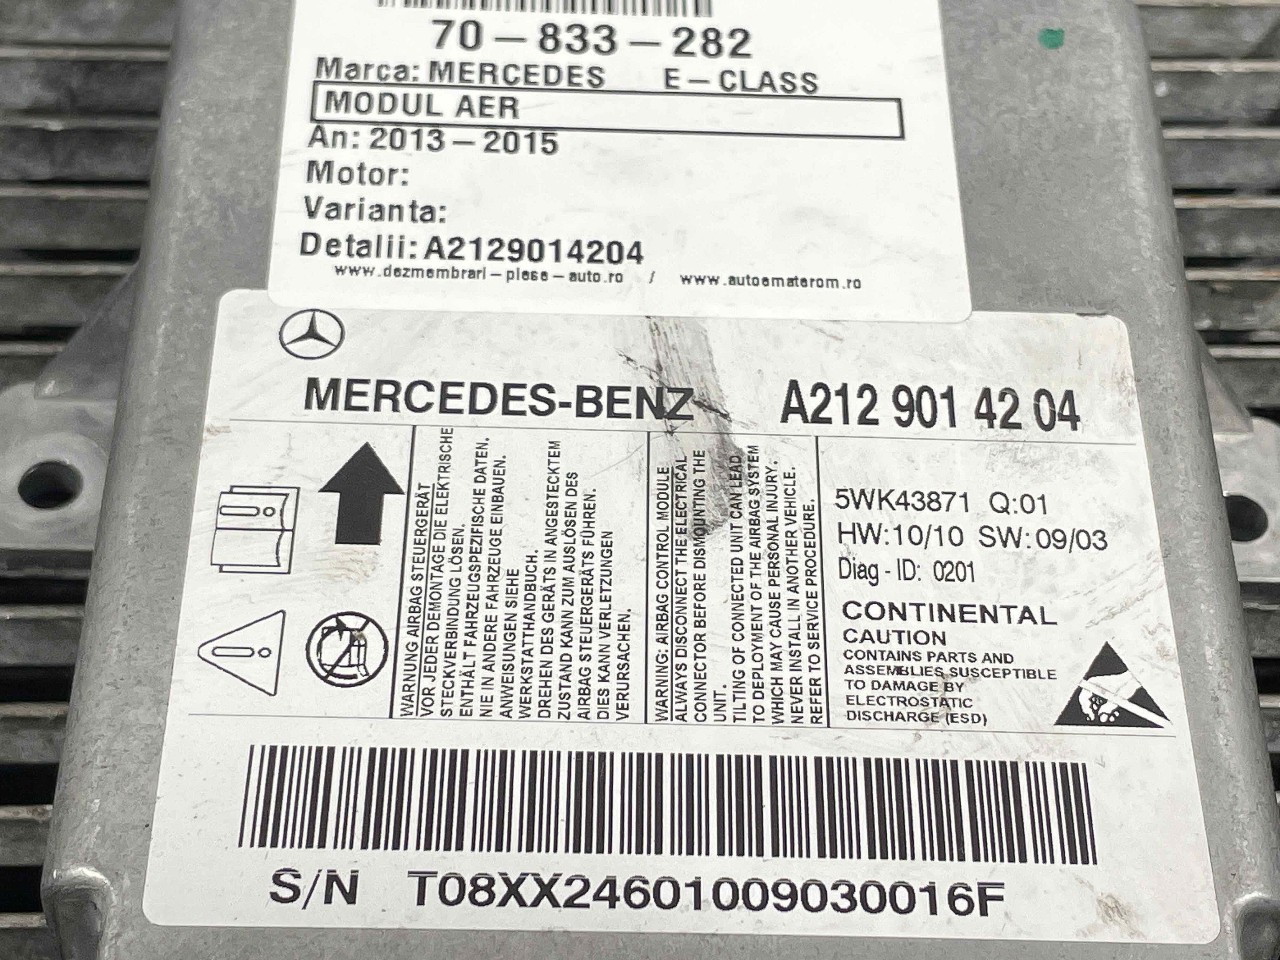 70-833-282
Marca: MERCEDES E-CLASS
MODUL AER
An: 2013-2015
Motor:
Varianta:
Detalii: A2129014204
www.dezmembrari-piese-auto.ro / www.autoematerom.ro
MERCEDES-BENZ A212 901 42 04
WARNUNG AIRBAG STEUERGERÄT
VOR JEDER DEMONTAGE DIE ELEKTRISCHE
STECKVERBINDUNG LÖSEN.
ENTHÄLT FAHRZEUGSPEZIFISCHE DATEN.
NIE IN ANDERE FAHRZEUGE EINBAUEN.
ANWEISUNGEN SIEHE
WERKSTATTHANDBUCH.
DREHEN DES GERÄTS IN ANGESTECKTEM
ZUSTAND KANN ZUM AUSLÖSEN DES
AIRBAG STEUERGERÄTS FÜHREN.
DIES KANN VERLETZUNGEN
VERURSACHEN.
WARNING: AIRBAG CONTROL MODULE
ALWAYS DISCONNECT THE ELECTRICAL
CONNECTOR BEFORE DISMOUNTING THE
UNIT.
TILTING OF CONNECTED UNIT CAN LEAD
TO DEPLOYMENT OF THE AIRBAG SYSTEM
WHICH MAY CAUSE PERSONAL INJURY.
NEVER INSTALL IN ANOTHER VEHICLE.
REFER TO SERVICE PROCEDURE.
5WK43871 Q:01
HW:10/10 SW:09/03
Diag-ID: 0201
CONTINENTAL
CAUTION
CONTAINS PARTS AND
ASSEMBLIES SUSCEPTIBLE
TO DAMAGE BY
ELECTROSTATIC
DISCHARGE (ESD)
S/N T08XX24601009030016F